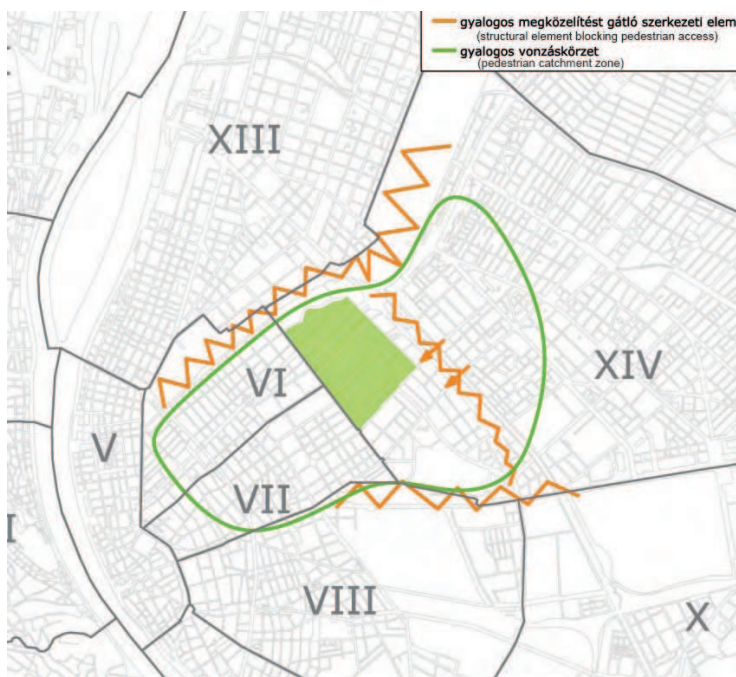 gyalogos megközelítést gátló szerkezeti elem
(structural element blocking pedestrian access)
gyalogos vonzáskörzet
(pedestrian catchment zone)
XIII
VI
XIV
V
VII
I
VIII
X